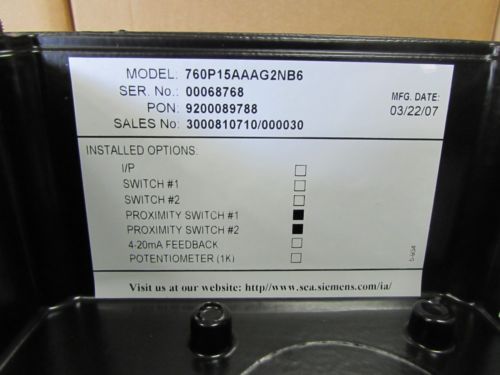 MODEL: 760P15AAAG2NB6
SER. No.: 00068768
PON: 9200089788
SALES No: 3000810710/000030
MFG. DATE:
03/22/07
INSTALLED OPTIONS:
I/P
SWITCH #1
SWITCH #2
PROXIMITY SWITCH #1
PROXIMITY SWITCH #2
4-20mA FEEDBACK
POTENTIOMETER (1K)
Visit us at our website: http//www.sea.siemens.com/ia/